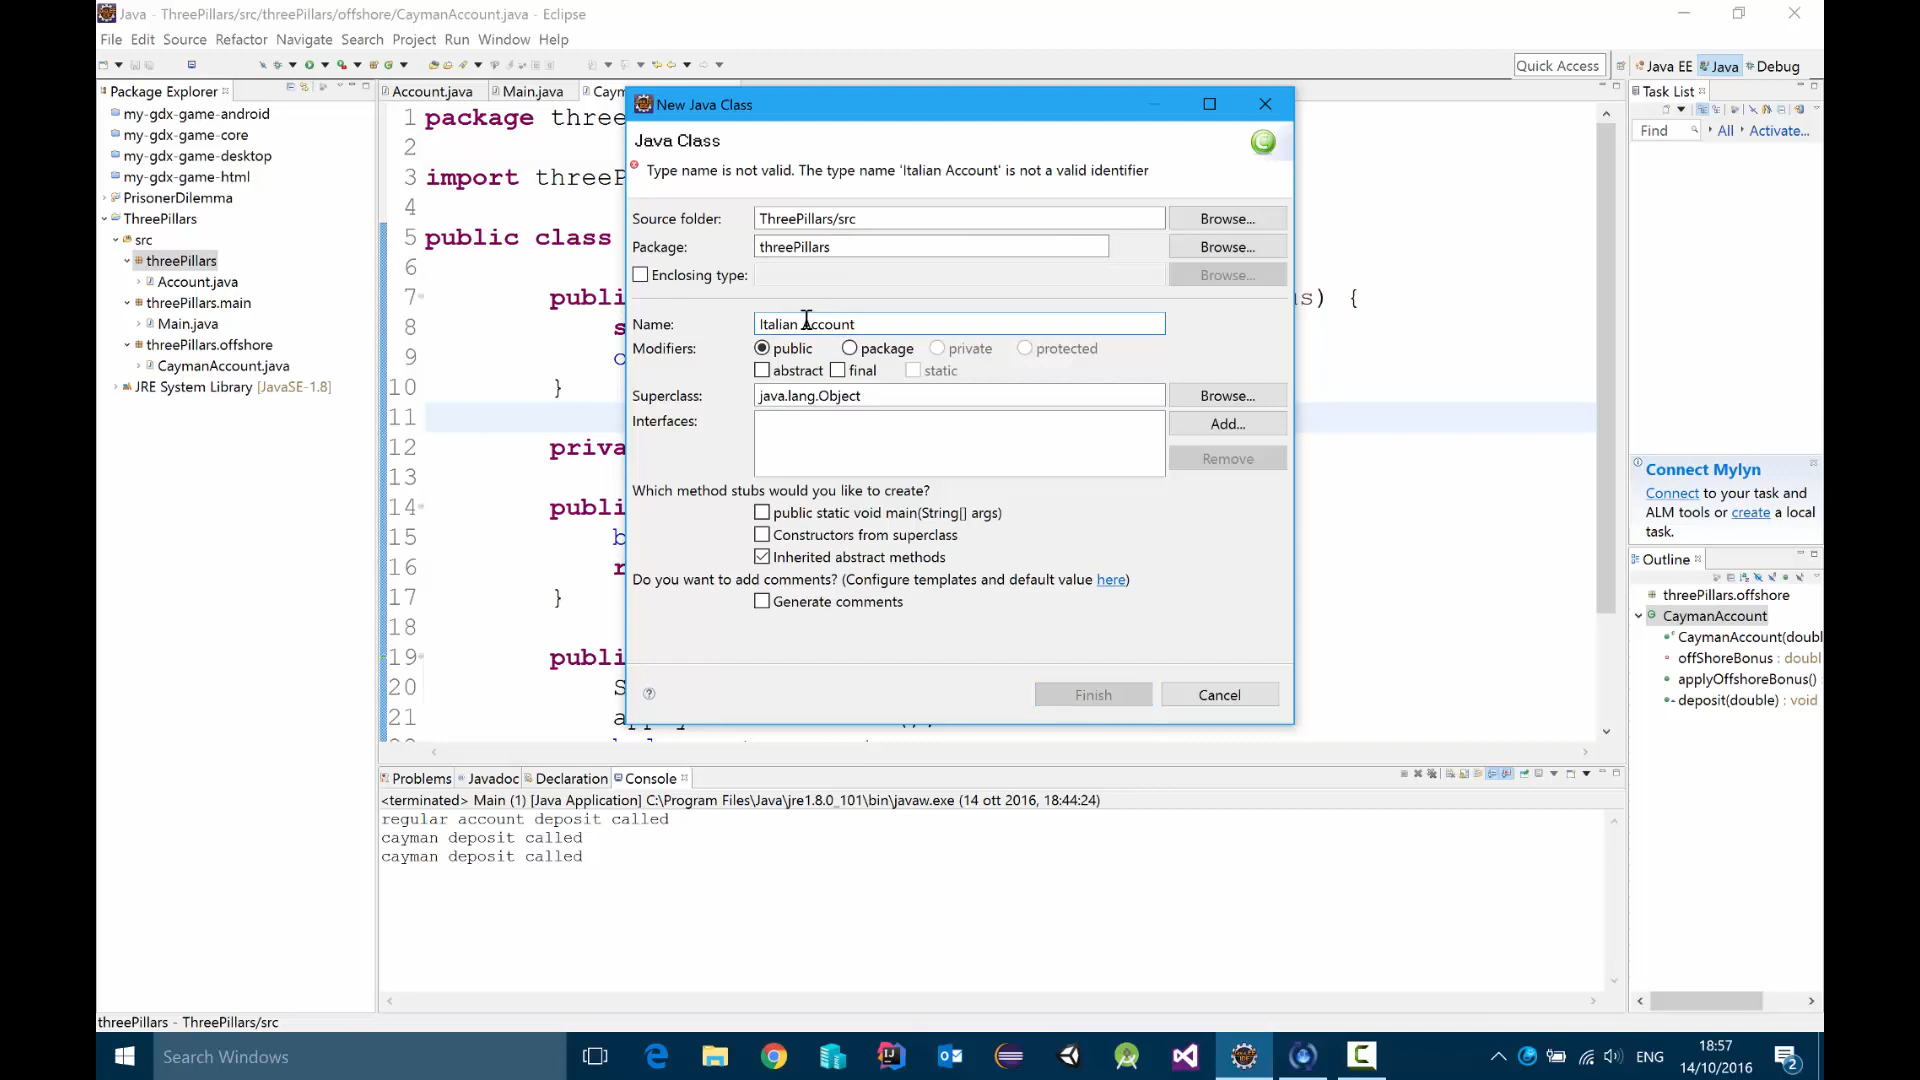 Java - ThreePillars/src/threePillars/offshore/CaymanAccount.java - Eclipse
File Edit Source Refactor Navigate Search Project Run Window Help
Quick Access
Java EE Java Debug
Package Explorer
my-gdx-game-android
my-gdx-game-core
my-gdx-game-desktop
my-gdx-game-html
PrisonerDilemma
ThreePillars
src
threePillars
Account.java
threePillars.main
Main.java
threePillars.offshore
CaymanAccount.java
JRE System Library [JavaSE-1.8]
Account.java Main.java Caym
1 package three
2
3 import threeP
4
5 public class
6
7 publi s) {
8 s
9
10 }
11
12 priva
13
14 publi
15 b
16 r
17 }
18
19 publi
20 S
21
New Java Class
Java Class
Type name is not valid. The type name 'Italian Account' is not a valid identifier
Source folder: ThreePillars/src Browse...
Package: threePillars Browse...
Enclosing type: Browse...
Name: Italian Account
Modifiers: public package private protected
abstract final static
Superclass: java.lang.Object Browse...
Interfaces: Add...
Remove
Which method stubs would you like to create?
public static void main(String[] args)
Constructors from superclass
Inherited abstract methods
Do you want to add comments? (Configure templates and default value here)
Generate comments
? Finish Cancel
Task List
Find All Activate...
Connect Mylyn
Connect to your task and
ALM tools or create a local
task.
Outline
threePillars.offshore
CaymanAccount
CaymanAccount(doubl
offShoreBonus : doubl
applyOffshoreBonus()
deposit(double) : void
Problems Javadoc Declaration Console
<terminated> Main (1) [Java Application] C:\Program Files\Java\jre1.8.0_101\bin\javaw.exe (14 ott 2016, 18:44:24)
regular account deposit called
cayman deposit called
cayman deposit called
threePillars - ThreePillars/src
Search Windows
ENG
18:57
14/10/2016
2